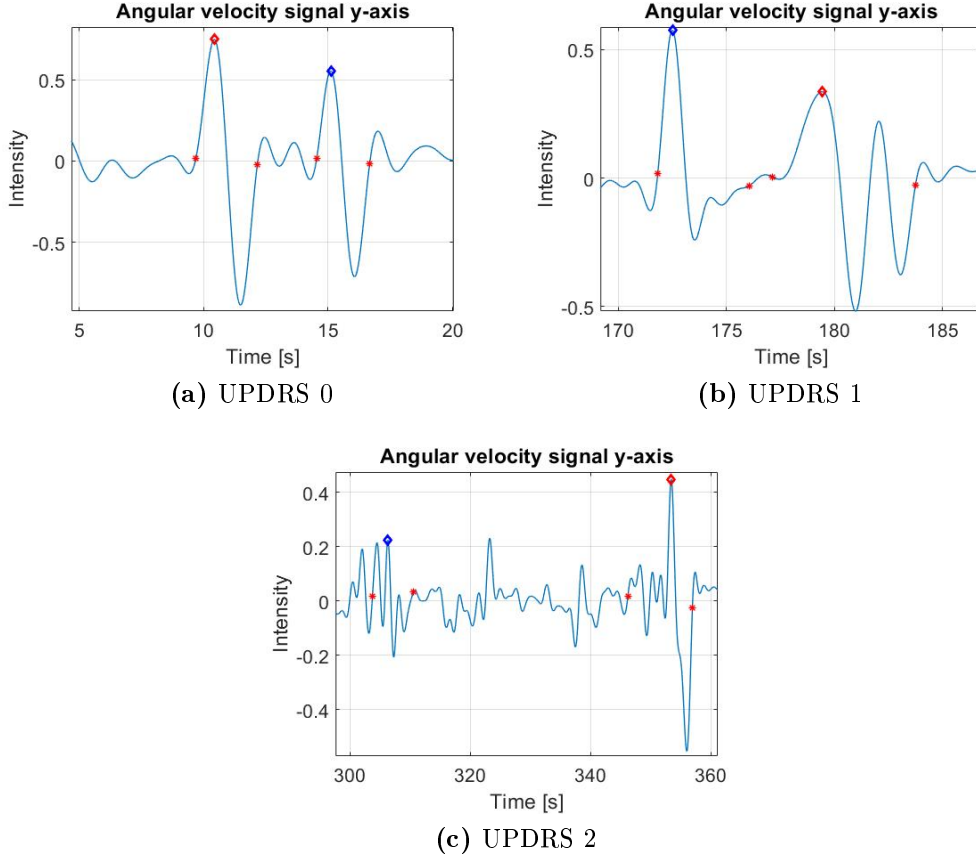 Angular velocity signal y-axis
0.5
0
-0.5
Intensity
5 10 15 20
Time [s]
(a) UPDRS 0
Angular velocity signal y-axis
0.5
0
-0.5
Intensity
170 175 180 185
Time [s]
(b) UPDRS 1
Angular velocity signal y-axis
0.4
0.2
0
-0.2
-0.4
Intensity
300 320 340 360
Time [s]
(c) UPDRS 2